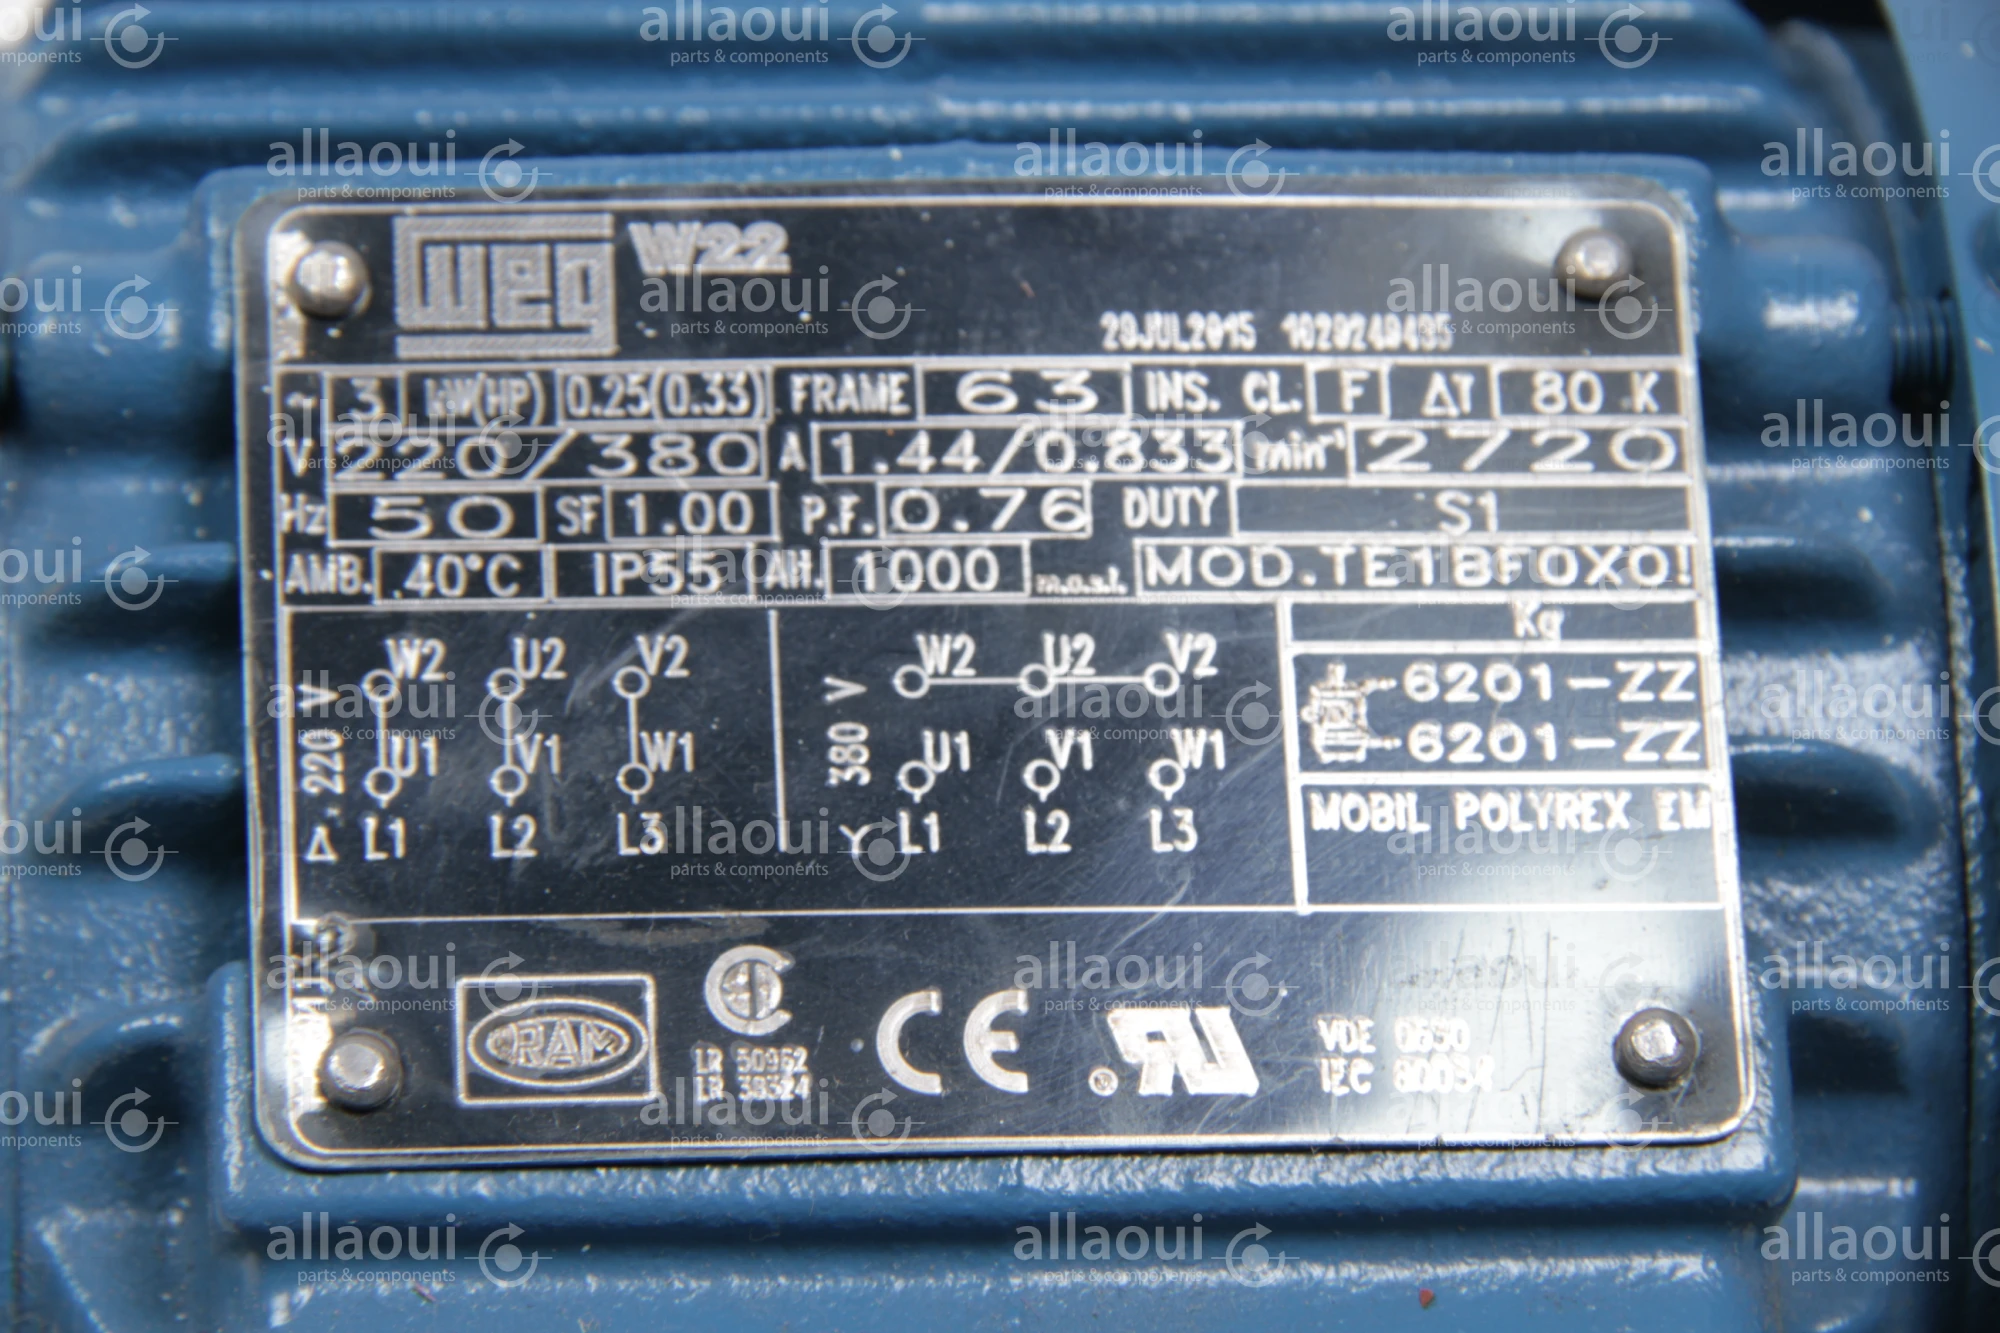 weg W22
29JUL2015 1020240435
~ 3 kW(HP) 0.25(0.33) FRAME 63 INS. CL. F ΔT 80 K
V 220/380 A 1.44/0.833 min-1 2720
Hz 50 SF 1.00 P.F. 0.76 DUTY S1
AMB. 40°C IP55 Alt. 1000 m.a.s.l. MOD.TE1BF0X0!
Kg
W2 U2 V2
U1 V1 W1
L1 L2 L3
Δ 220 V
W2 U2 V2
U1 V1 W1
L1 L2 L3
Y 380 V
6201-ZZ
6201-ZZ
MOBIL POLYREX EM
RAM
LR 50962
LR 38324
CE
VDE 0530
IEC 60034
allaoui
parts & components